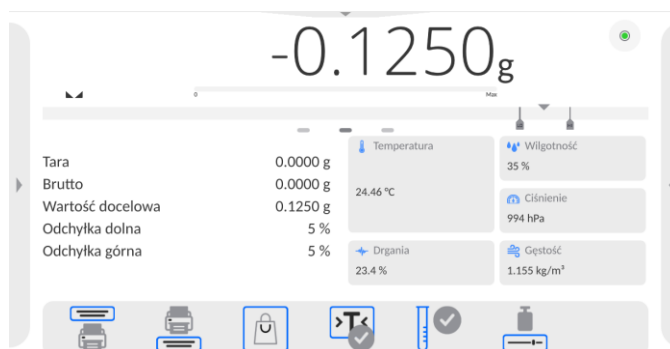 -0.1250 g
0 Max
Tara 0.0000 g
Brutto 0.0000 g
Wartość docelowa 0.1250 g
Odchyłka dolna 5 %
Odchyłka górna 5 %
Temperatura
24.46 °C
Wilgotność
35 %
Ciśnienie
994 hPa
Drgania
23.4 %
Gęstość
1.155 kg/m³
>T<